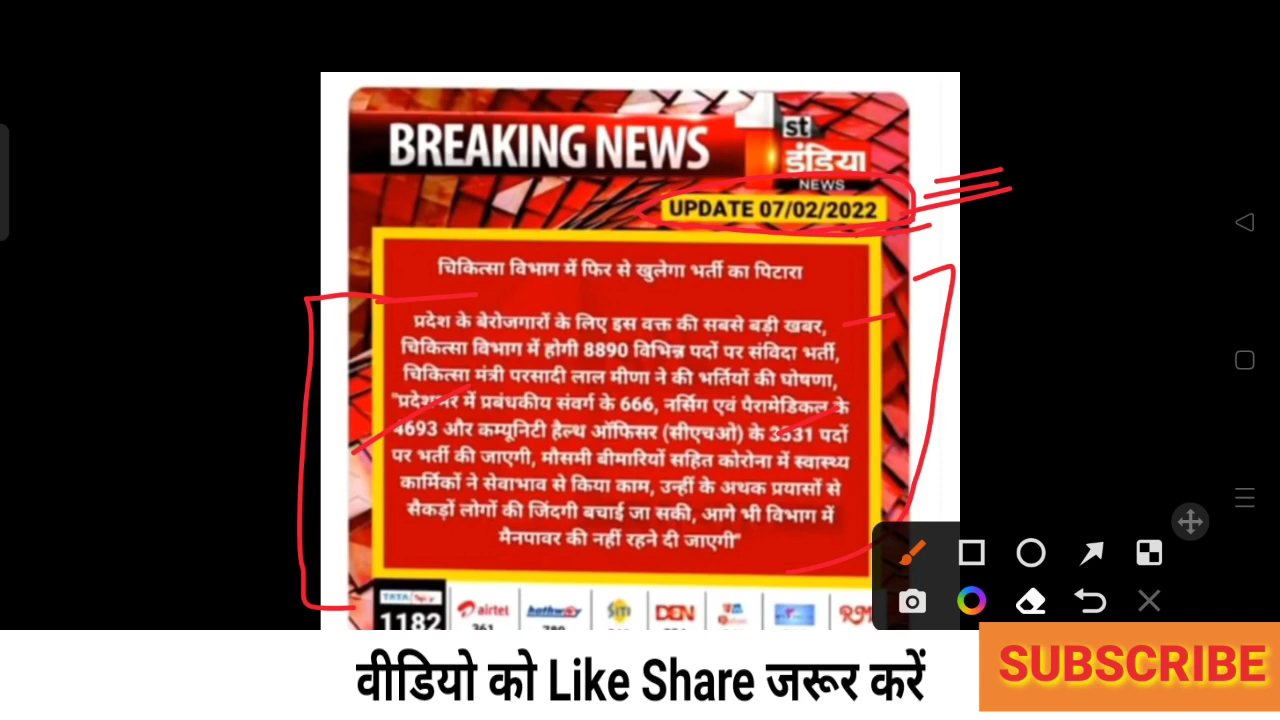 BREAKING NEWS
1st
इंडिया
NEWS
UPDATE 07/02/2022
चिकित्सा विभाग में फिर से खुलेगा भर्ती का पिटारा
प्रदेश के बेरोजगारों के लिए इस वक्त की सबसे बड़ी खबर,
चिकित्सा विभाग में होगी 8890 विभिन्न पदों पर संविदा भर्ती,
चिकित्सा मंत्री परसादी लाल मीणा ने की भर्तियों की घोषणा,
"प्रदेशभर में प्रबंधकीय संवर्ग के 666, नर्सिग एवं पैरामेडिकल के
4693 और कम्यूनिटी हैल्थ ऑफिसर (सीएचओ) के 3531 पदों
पर भर्ती की जाएगी, मौसमी बीमारियों सहित कोरोना में स्वास्थ्य
कार्मिकों ने सेवाभाव से किया काम, उन्हीं के अथक प्रयासों से
सैकड़ों लोगों की जिंदगी बचाई जा सकी, आगे भी विभाग में
मैनपावर की नहीं रहने दी जाएगी"
TATA airtel hathway SITI DEN
1182 361
वीडियो को Like Share जरूर करें
SUBSCRIBE